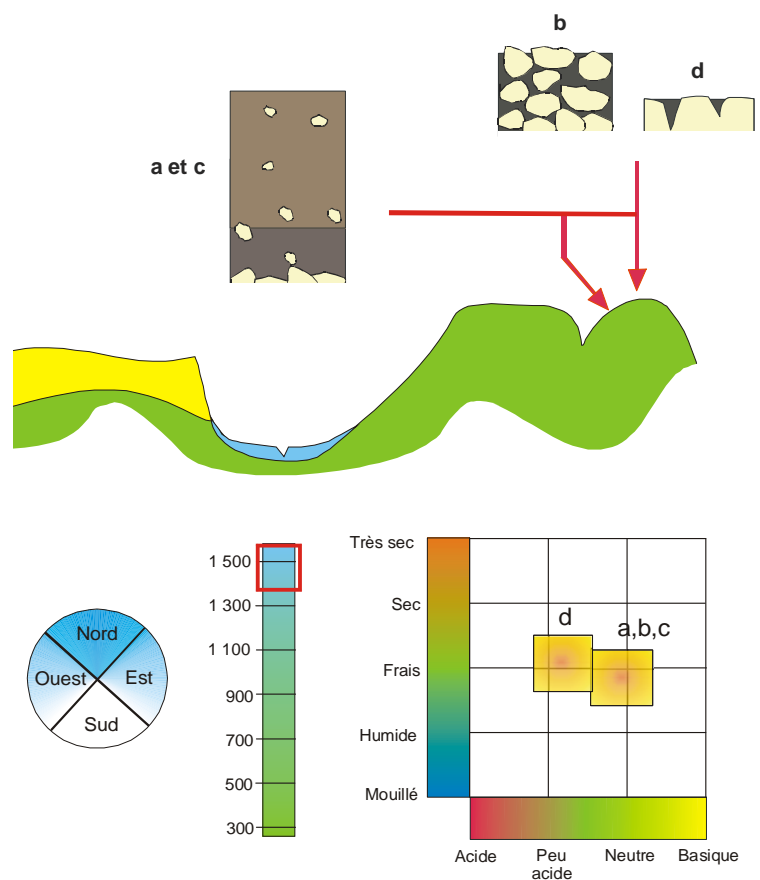 b
d
a et c
Nord
Ouest
Est
Sud
1 500
1 300
1 100
900
700
500
300
Très sec
Sec
Frais
Humide
Mouillé
d
a,b,c
Acide
Peu
acide
Neutre
Basique